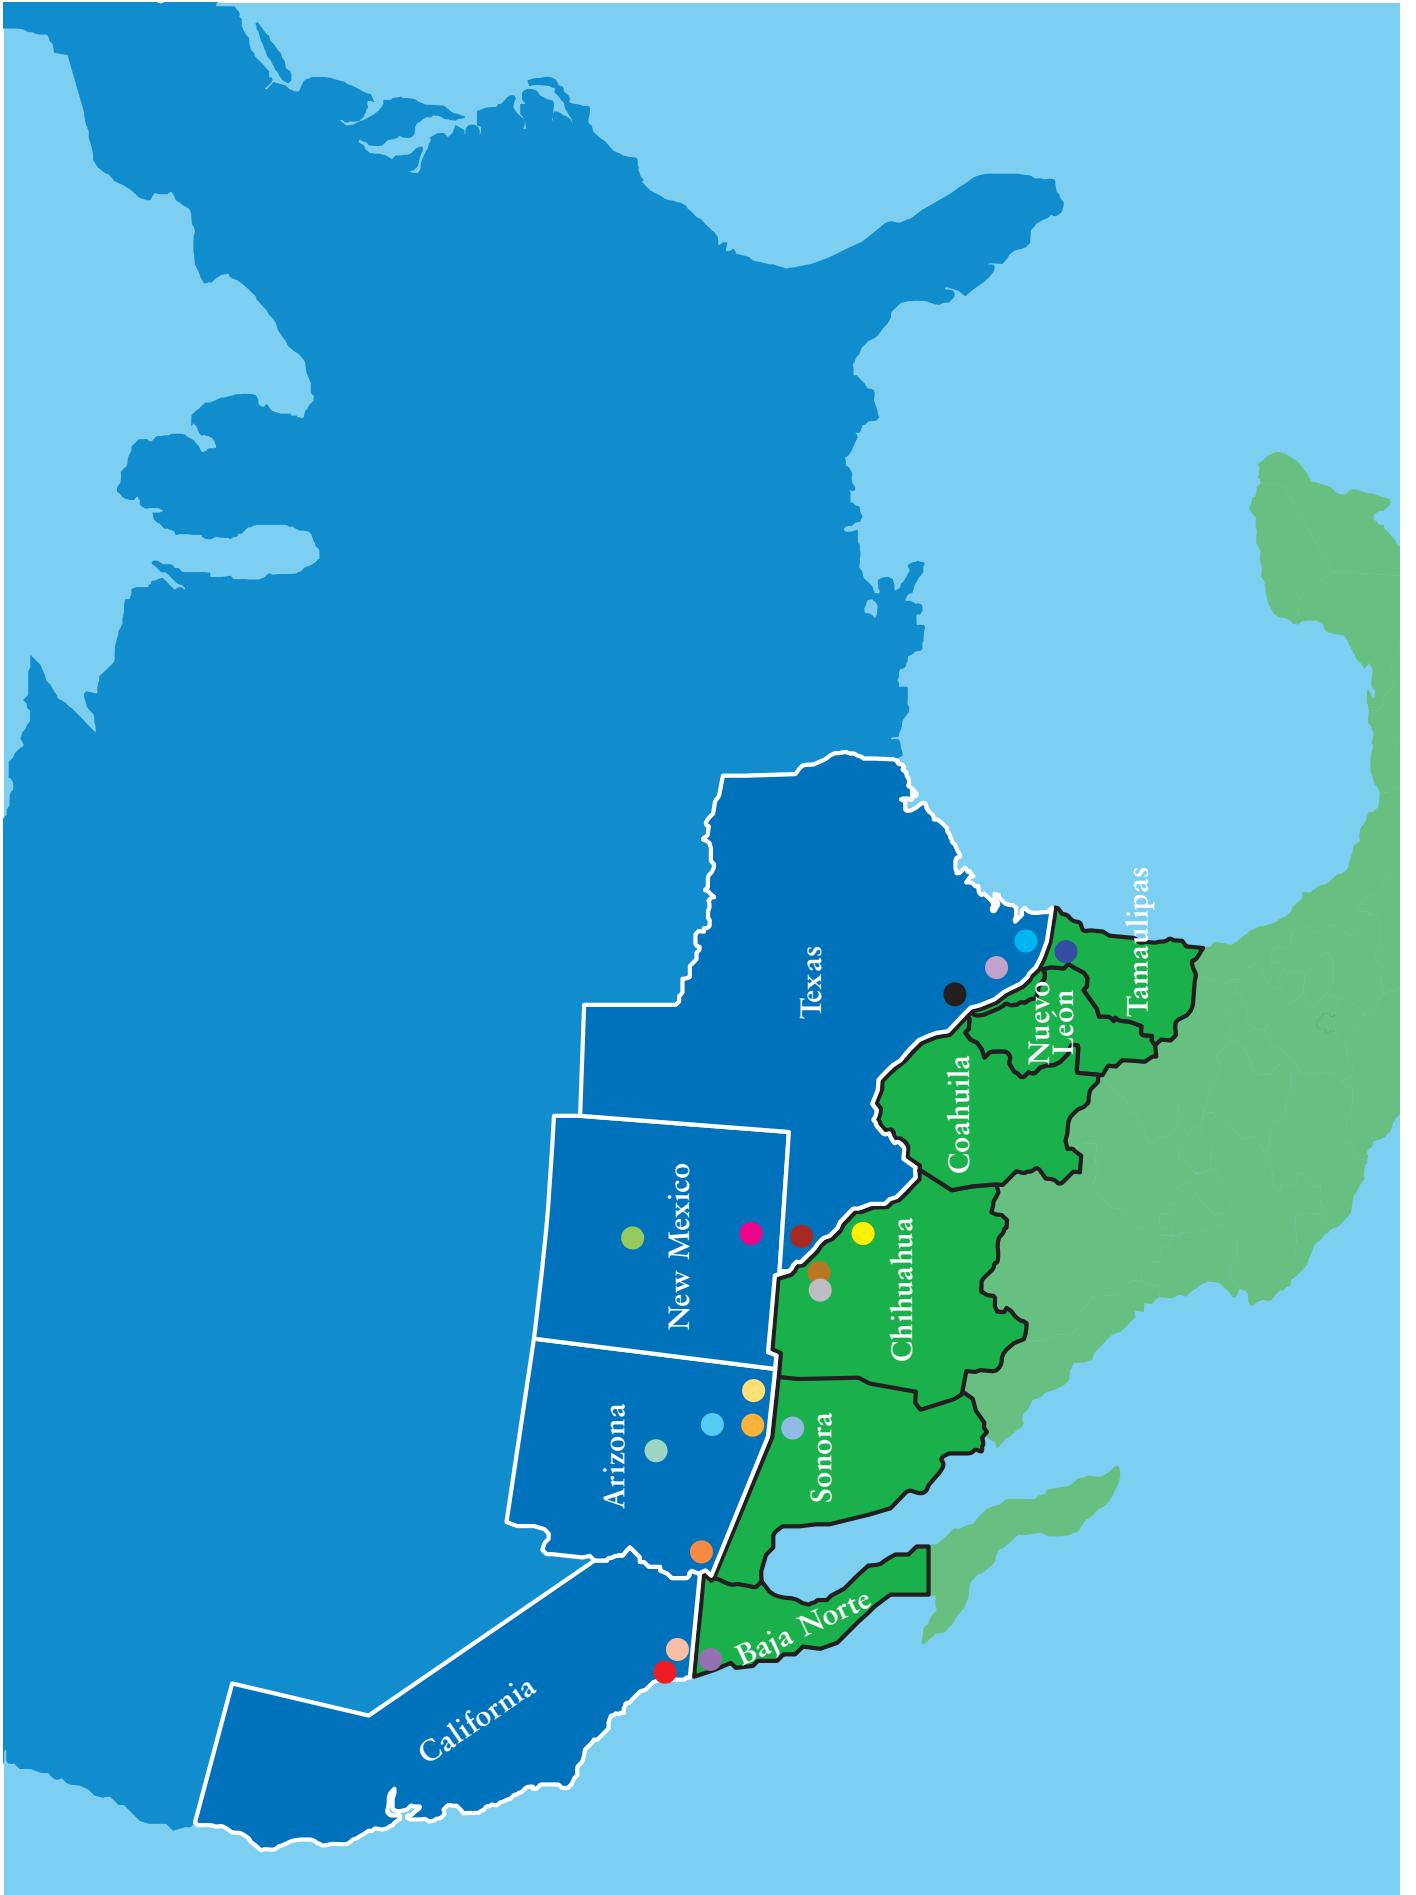 California
Arizona
New Mexico
Texas
Baja Norte
Sonora
Chihuahua
Coahuila
Nuevo
León
Tamaulipas